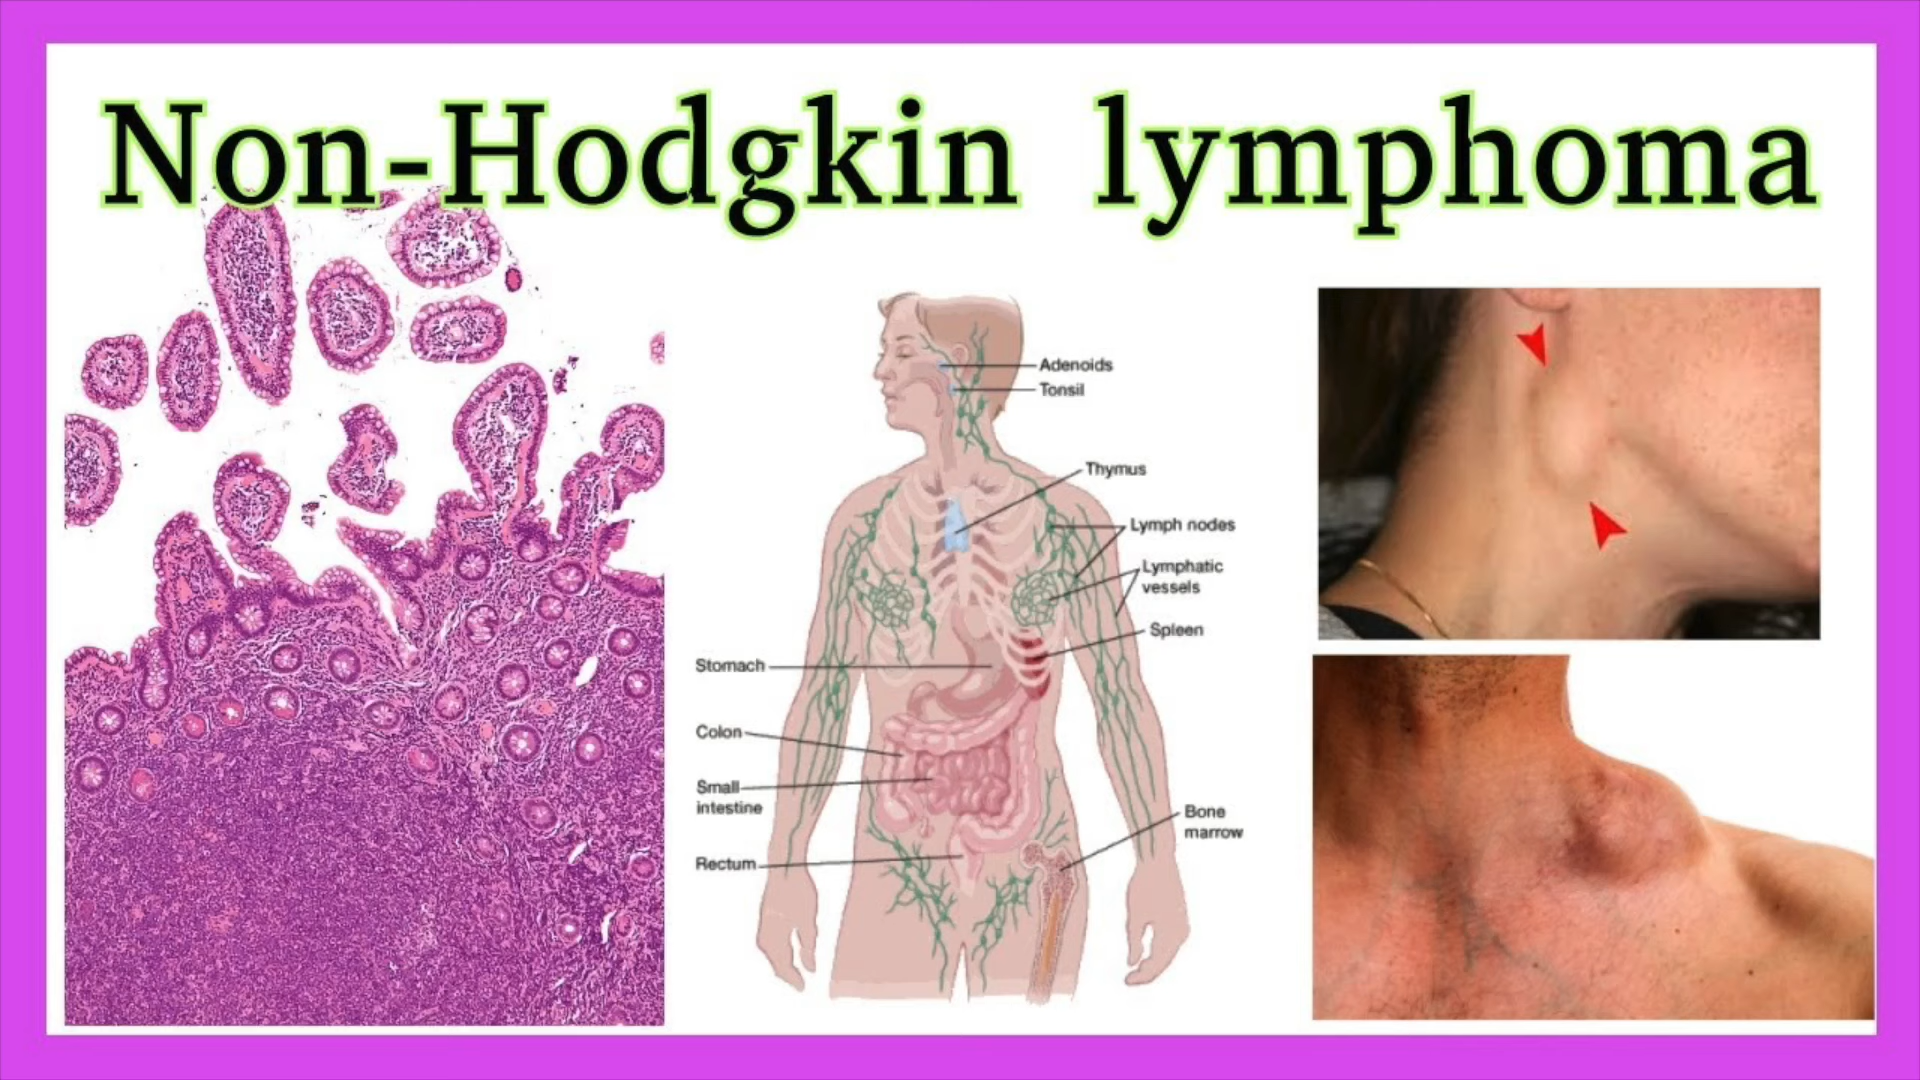 Non-Hodgkin lymphoma
Adenoids
Tonsil
Thymus
Lymph nodes
Lymphatic
vessels
Spleen
Stomach
Colon
Small
intestine
Rectum
Bone
marrow